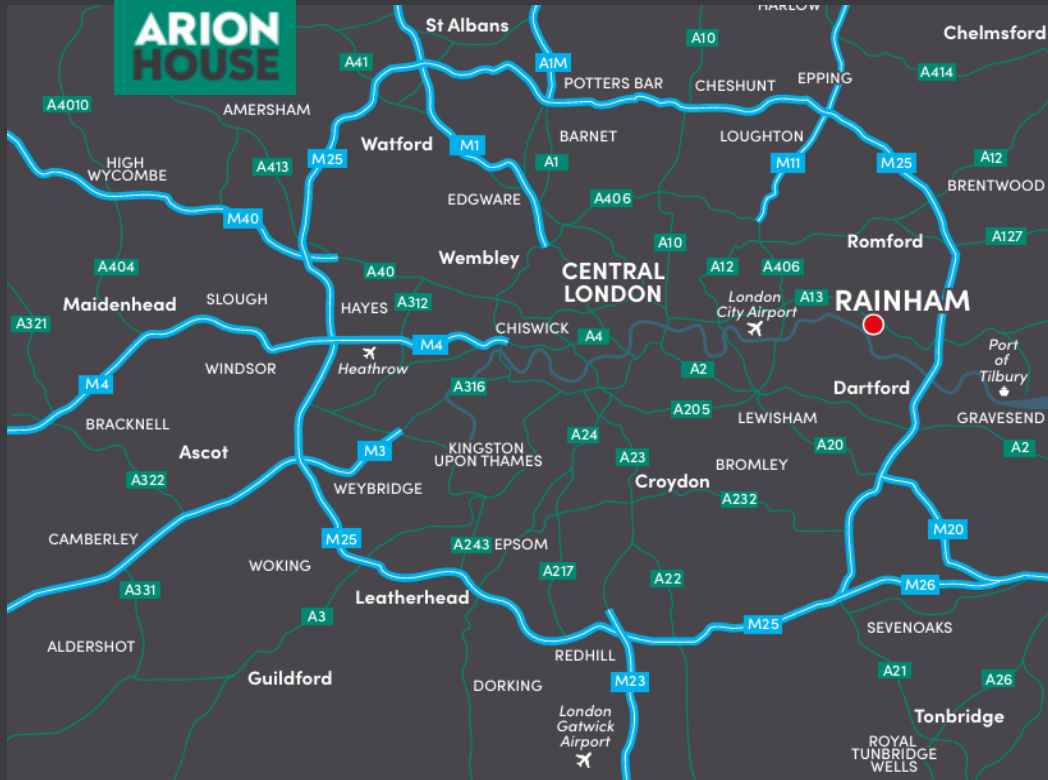 ARION
HOUSE
St Albans
HARLOW
Chelmsford
A10
A41
A1M
A414
POTTERS BAR
CHESHUNT
EPPING
A4010
AMERSHAM
Watford
M1
BARNET
LOUGHTON
M25
A413
A1
M11
M25
A12
HIGH
WYCOMBE
BRENTWOOD
EDGWARE
A406
M40
A10
Romford
A127
Wembley
A404
A40
CENTRAL
LONDON
A12
A406
Maidenhead
SLOUGH
HAYES
A312
London
City Airport
A13
RAINHAM
A321
CHISWICK
A4
M4
Heathrow
WINDSOR
Port
of
Tilbury
M4
A316
A2
Dartford
A205
LEWISHAM
GRAVESEND
BRACKNELL
A24
A20
A2
Ascot
M3
KINGSTON
UPON THAMES
A23
BROMLEY
A322
WEYBRIDGE
Croydon
A232
CAMBERLEY
M25
A243
EPSOM
M20
WOKING
A217
A22
M26
A331
Leatherhead
A3
M25
SEVENOAKS
ALDERSHOT
REDHILL
Guildford
DORKING
M23
A21
A26
London
Gatwick
Airport
Tonbridge
ROYAL
TUNBRIDGE
WELLS